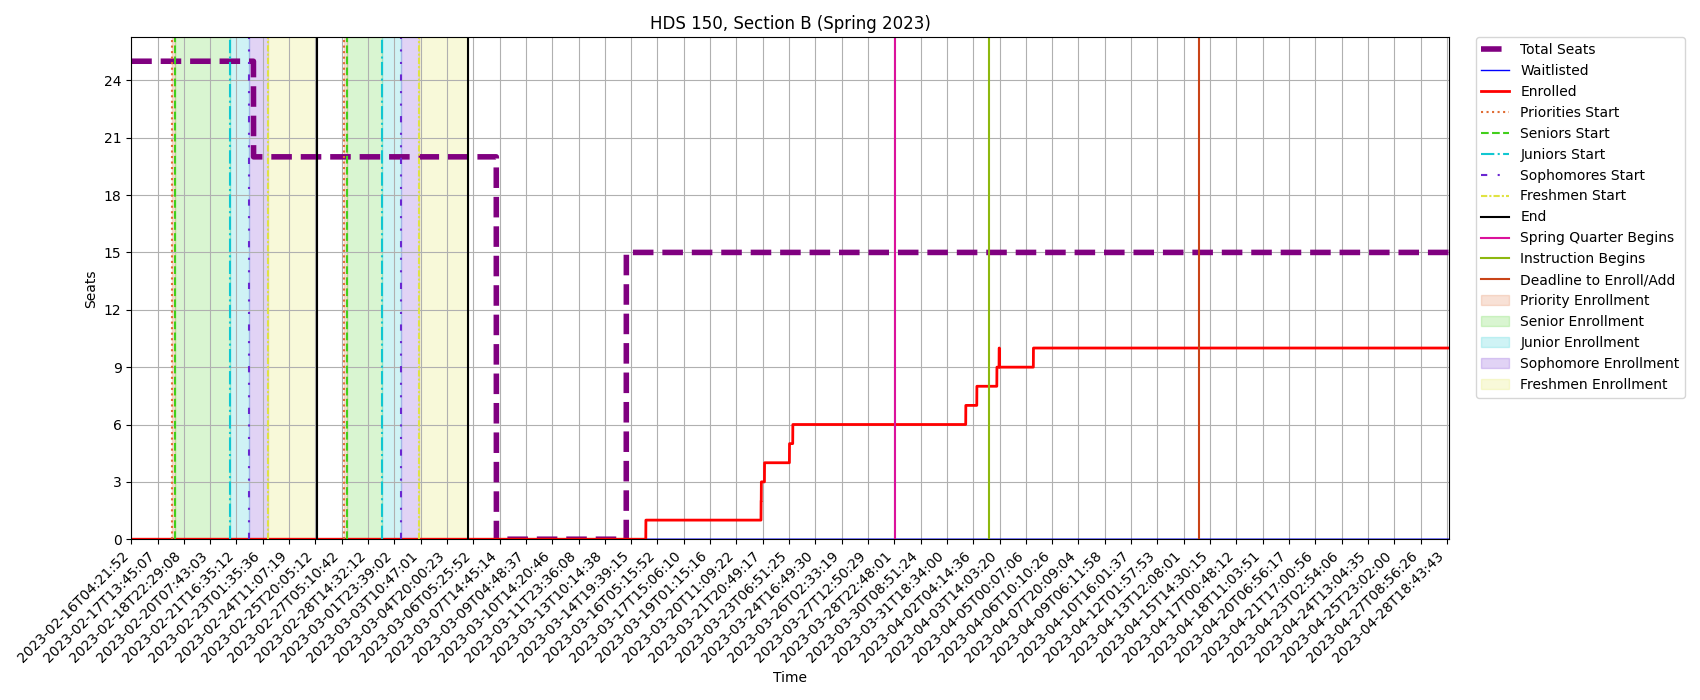 HDS 150, Section B (Spring 2023)
Seats
24
21
18
15
12
9
6
3
0
2023-02-16T04:21:52
2023-02-17T13:45:07
2023-02-18T22:29:08
2023-02-20T07:43:03
2023-02-21T16:35:12
2023-02-23T01:35:36
2023-02-24T11:07:19
2023-02-25T20:05:12
2023-02-27T05:10:42
2023-02-28T14:32:12
2023-03-01T23:39:02
2023-03-03T10:47:01
2023-03-04T20:00:23
2023-03-06T05:25:52
2023-03-07T14:45:14
2023-03-09T04:48:37
2023-03-10T14:20:46
2023-03-11T23:36:08
2023-03-13T10:14:38
2023-03-14T19:39:15
2023-03-16T05:15:52
2023-03-17T15:06:10
2023-03-19T01:15:16
2023-03-20T11:09:22
2023-03-21T20:49:17
2023-03-23T06:51:25
2023-03-24T16:49:30
2023-03-26T02:33:19
2023-03-27T12:50:29
2023-03-28T22:48:01
2023-03-30T08:51:24
2023-03-31T18:34:00
2023-04-02T04:14:36
2023-04-03T14:03:20
2023-04-05T00:07:06
2023-04-06T10:10:26
2023-04-07T20:09:04
2023-04-09T06:11:58
2023-04-10T16:01:37
2023-04-12T01:57:53
2023-04-13T12:08:01
2023-04-15T14:30:15
2023-04-17T00:48:12
2023-04-18T11:03:51
2023-04-20T06:56:17
2023-04-21T17:00:56
2023-04-23T02:54:06
2023-04-24T13:04:35
2023-04-25T23:02:00
2023-04-27T08:56:26
2023-04-28T18:43:43
Time
Total Seats
Waitlisted
Enrolled
Priorities Start
Seniors Start
Juniors Start
Sophomores Start
Freshmen Start
End
Spring Quarter Begins
Instruction Begins
Deadline to Enroll/Add
Priority Enrollment
Senior Enrollment
Junior Enrollment
Sophomore Enrollment
Freshmen Enrollment